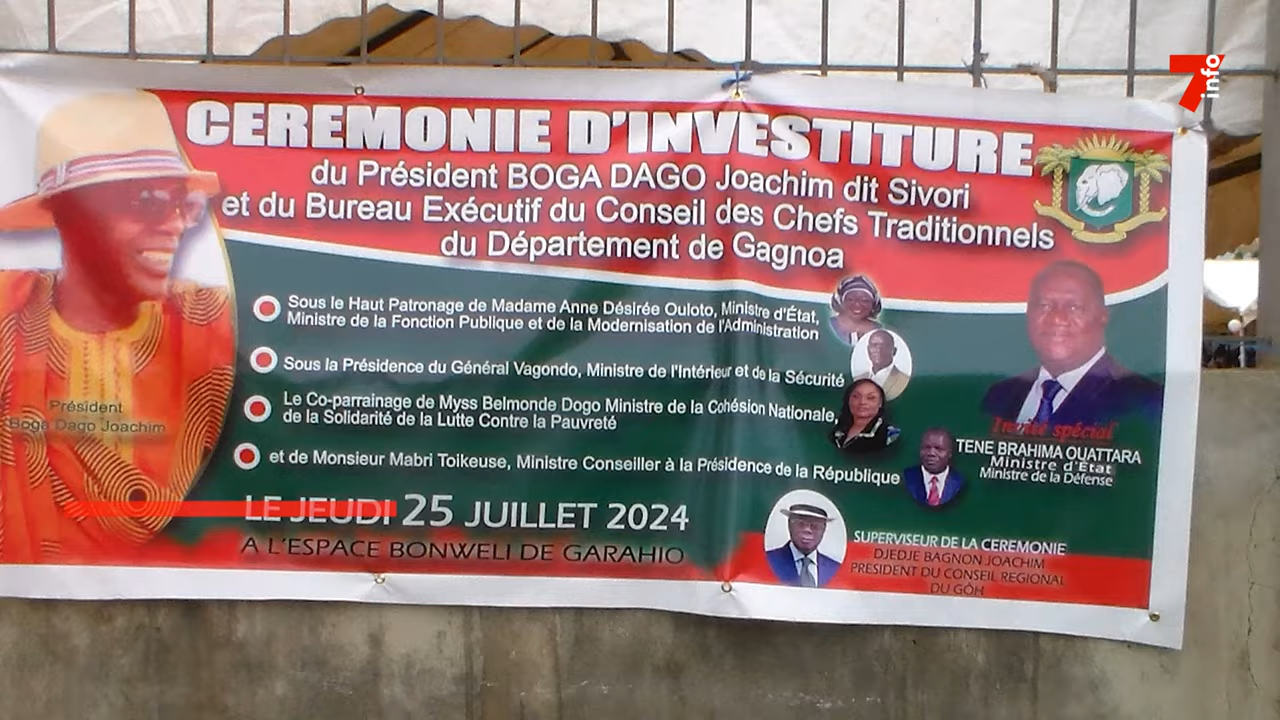 7 info
CEREMONIE D'INVESTITURE
du Président BOGA DAGO Joachim dit Sivori
et du Bureau Exécutif du Conseil des Chefs Traditionnels
du Département de Gagnoa
Sous le Haut Patronage de Madame Anne Désirée Ouloto, Ministre d'État,
Ministre de la Fonction Publique et de la Modernisation de l'Administration
Sous la Présidence du Général Vagondo, Ministre de l'Intérieur et de la Sécurité
Le Co-parrainage de Myss Belmonde Dogo Ministre de la Cohésion Nationale,
de la Solidarité de la Lutte Contre la Pauvreté
et de Monsieur Mabri Toikeuse, Ministre Conseiller à la Présidence de la République
Président
Boga Dago Joachim
Invité spécial
TENE BRAHIMA OUATTARA
Ministre d'État
Ministre de la Défense
LE JEUDI 25 JUILLET 2024
A L'ESPACE BONWELI DE GARAHIO
SUPERVISEUR DE LA CEREMONIE
DJEDJE BAGNON JOACHIM
PRESIDENT DU CONSEIL REGIONAL
DU GÔH